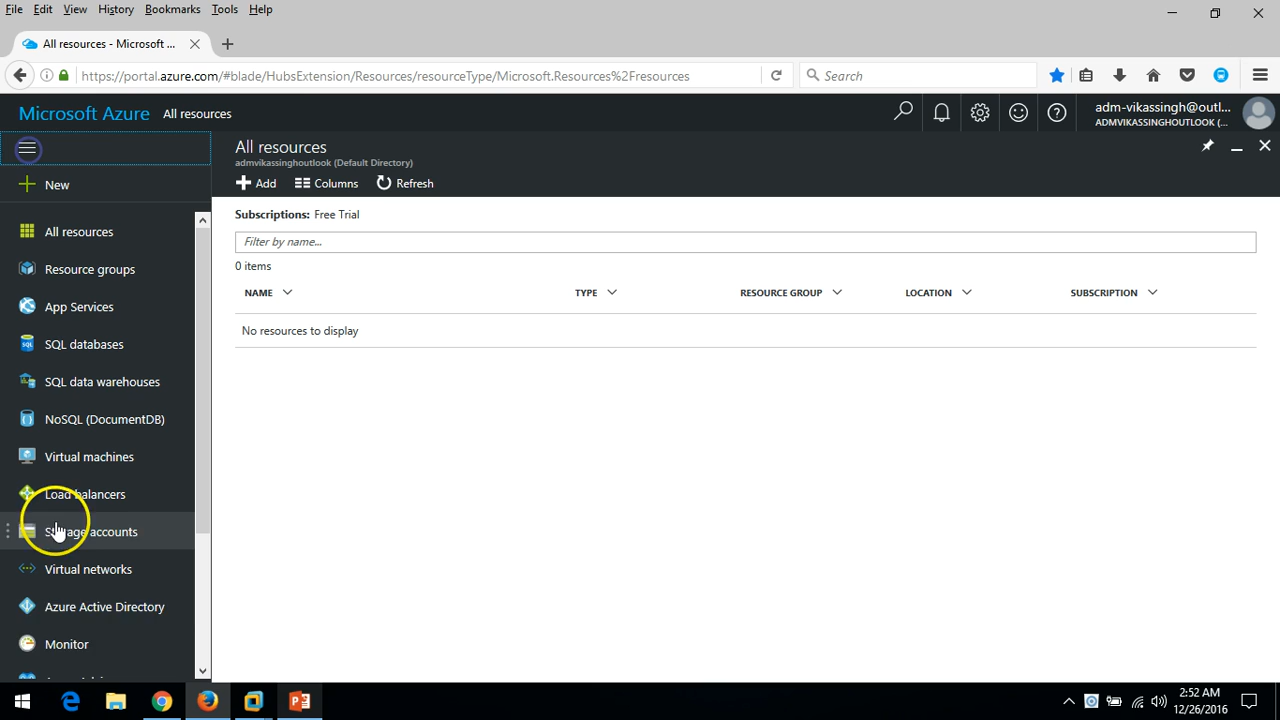 File Edit View History Bookmarks Tools Help
All resources - Microsoft ...
https://portal.azure.com/#blade/HubsExtension/Resources/resourceType/Microsoft.Resources%2Fresources
Search
Microsoft Azure All resources
adm-vikassingh@outl...
ADMVIKASSINGHOUTLOOK (...
New
All resources
Resource groups
App Services
SQL databases
SQL data warehouses
NoSQL (DocumentDB)
Virtual machines
Load balancers
Storage accounts
Virtual networks
Azure Active Directory
Monitor
All resources
admvikassinghoutlook (Default Directory)
Add Columns Refresh
Subscriptions: Free Trial
Filter by name...
0 items
NAME TYPE RESOURCE GROUP LOCATION SUBSCRIPTION
No resources to display
2:52 AM
12/26/2016